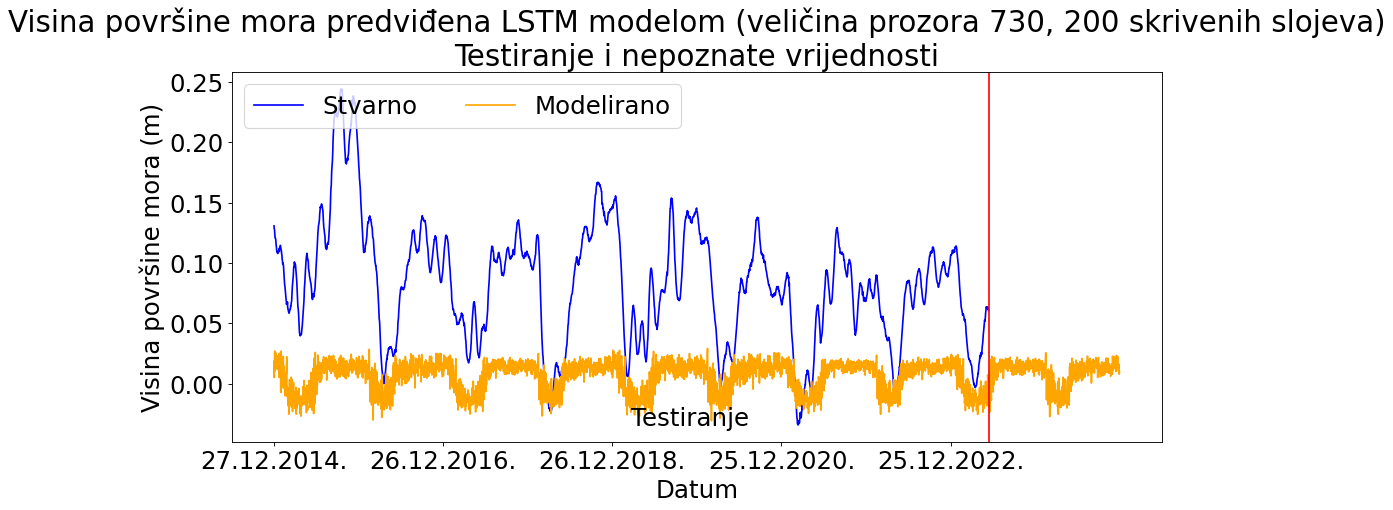 Visina površine mora predviđena LSTM modelom (veličina prozora 730, 200 skrivenih slojeva)
Testiranje i nepoznate vrijednosti
Stvarno Modelirano
Visina površine mora (m)
0.25
0.20
0.15
0.10
0.05
0.00
Testiranje
27.12.2014. 26.12.2016. 26.12.2018. 25.12.2020. 25.12.2022.
Datum